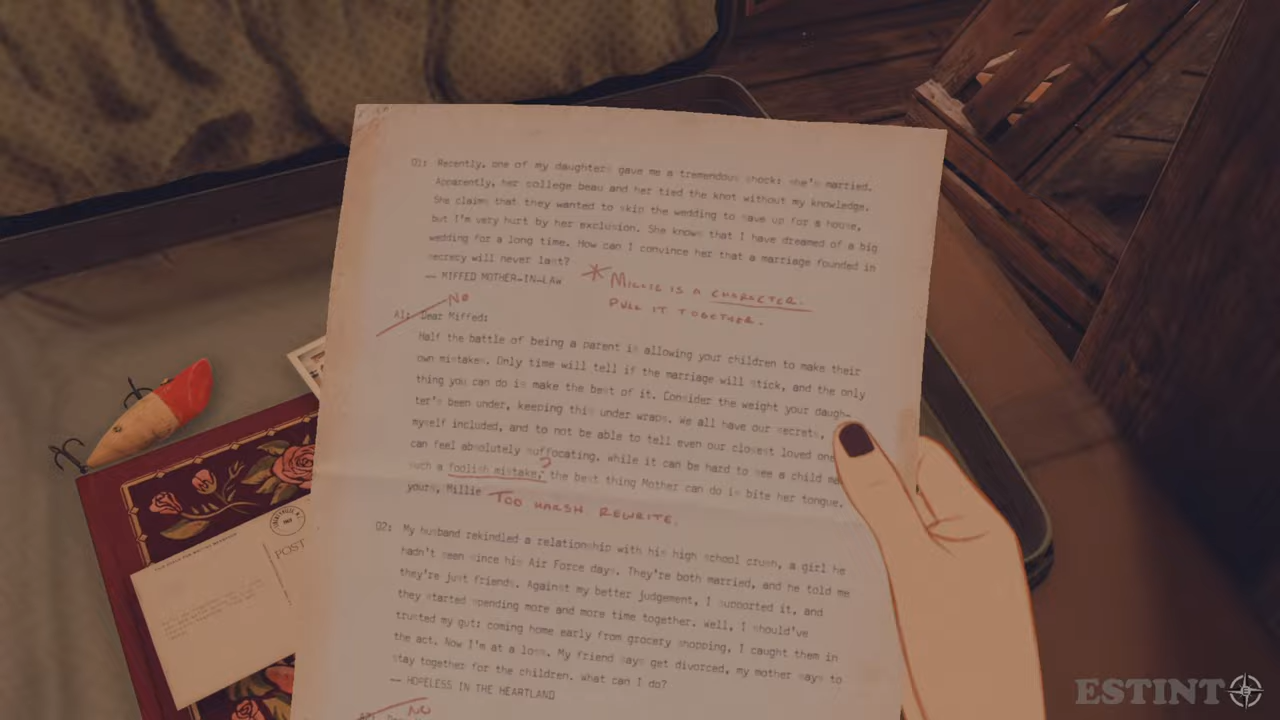 Q1: Recently, one of my daughters gave me a tremendous shock: she's married.
Apparently, her college beau and her tied the knot without my knowledge.
She claims that they wanted to skip the wedding to save up for a house,
but I'm very hurt by her exclusion. She knows that I have dreamed of a big
wedding for a long time. How can I convince her that a marriage founded in
secrecy will never last?
-- MIFFED MOTHER-IN-LAW
* MILLIE IS A CHARACTER.
PULL IT TOGETHER.
NO
A1: Dear Miffed:
Half the battle of being a parent is allowing your children to make their
own mistakes. Only time will tell if the marriage will stick, and the only
thing you can do is make the best of it. Consider the weight your daugh-
ter's been under, keeping this under wraps. We all have our secrets,
myself included, and to not be able to tell even our closest loved one
can feel absolutely suffocating. While it can be hard to see a child
such a foolish mistake, the best thing Mother can do is bite her tongue.
?
yours, Millie
TOO HARSH REWRITE.
Q2: My husband rekindled a relationship with his high school crush, a girl he
hadn't seen since his Air Force days. They're both married, and he told me
they're just friends. Against my better judgement, I supported it, and
they started spending more and more time together. Well, I should've
trusted my gut: coming home early from grocery shopping, I caught them in
the act. Now I'm at a loss. My friend says get divorced, my mother says to
stay together for the children. What can I do?
-- HOPELESS IN THE HEARTLAND
NO
POST
ESTINTO